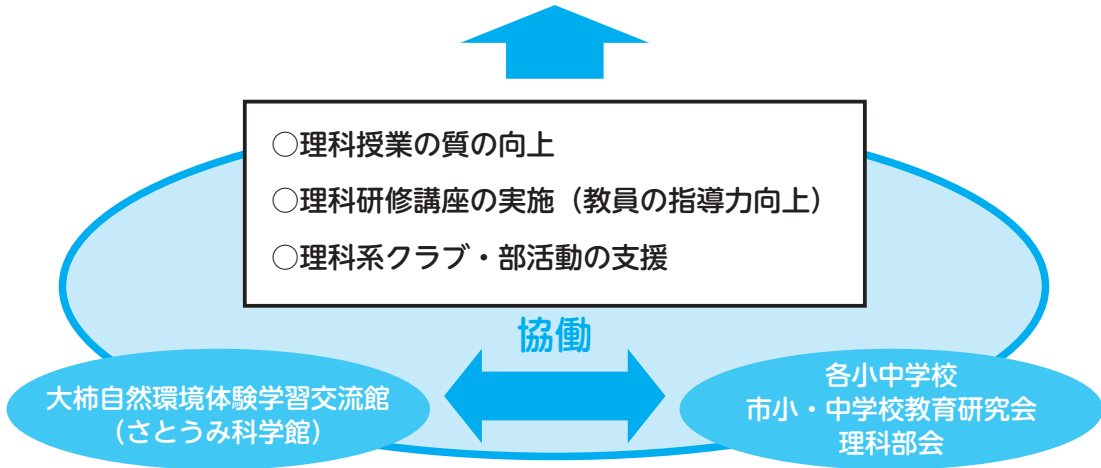 ○理科授業の質の向上
○理科研修講座の実施（教員の指導力向上）
○理科系クラブ・部活動の支援
協働
大柿自然環境体験学習交流館
（さとうみ科学館）
各小中学校
市小・中学校教育研究会
理科部会